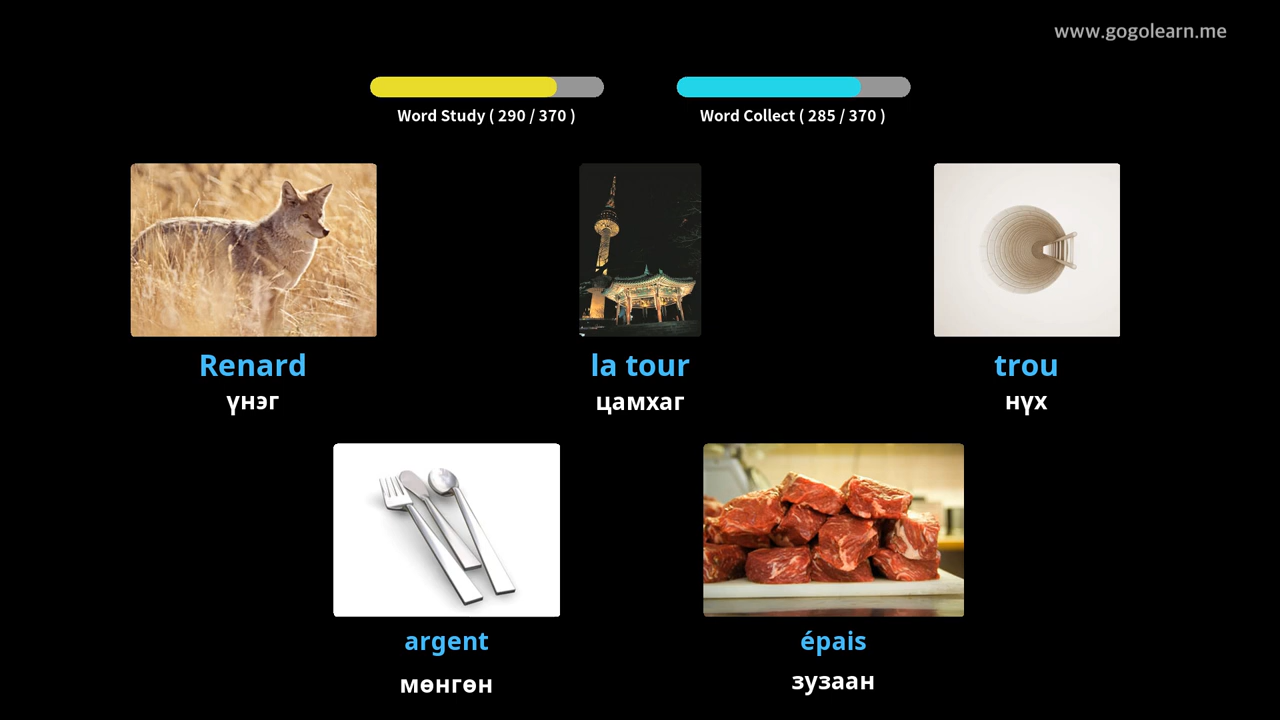 www.gogolearn.me
Word Study ( 290 / 370 )
Word Collect ( 285 / 370 )
Renard
үнэг
la tour
цамхаг
trou
нүх
argent
мөнгөн
épais
зузаан